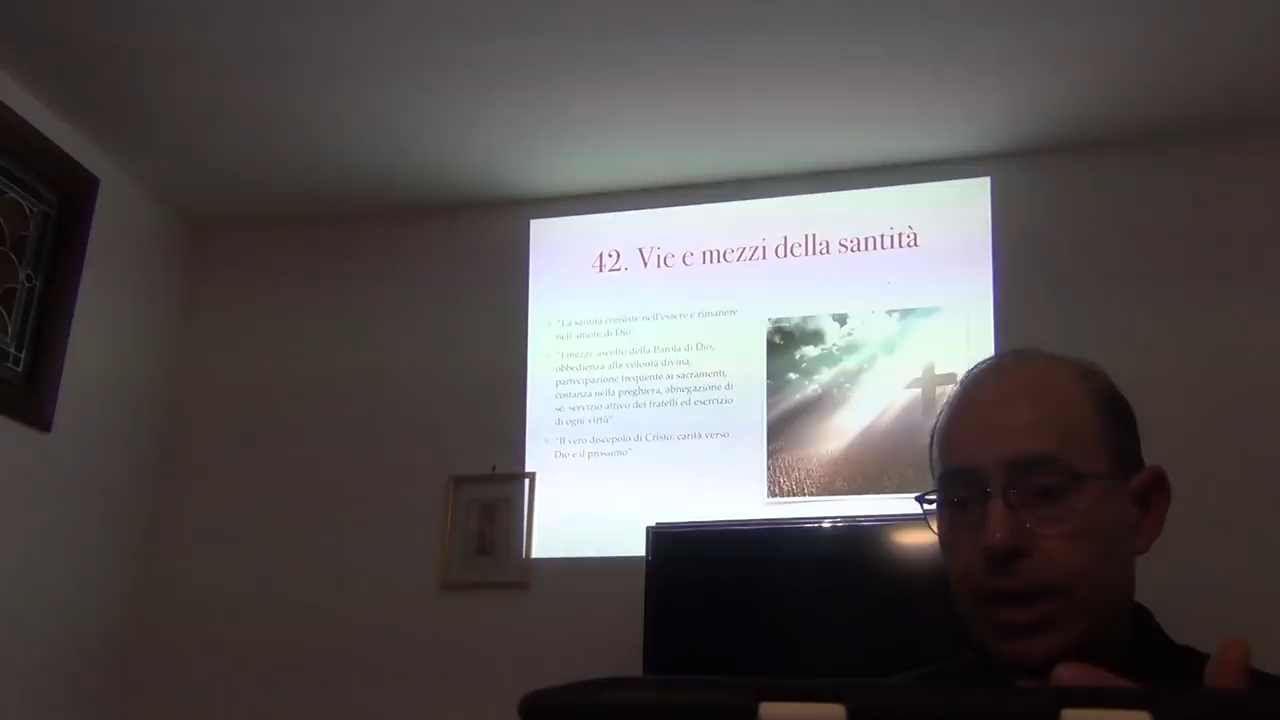 42. Vie e mezzi della santità
"La santità consiste nell'essere e rimanere
nell'amore di Dio"
"I mezzi: ascolto della Parola di Dio,
obbedienza alla volontà divina,
partecipazione frequente ai sacramenti,
costanza nella preghiera, abnegazione di
sé, servizio attivo dei fratelli ed esercizio
di ogni virtù"
"Il vero discepolo di Cristo: carità verso
Dio e il prossimo"